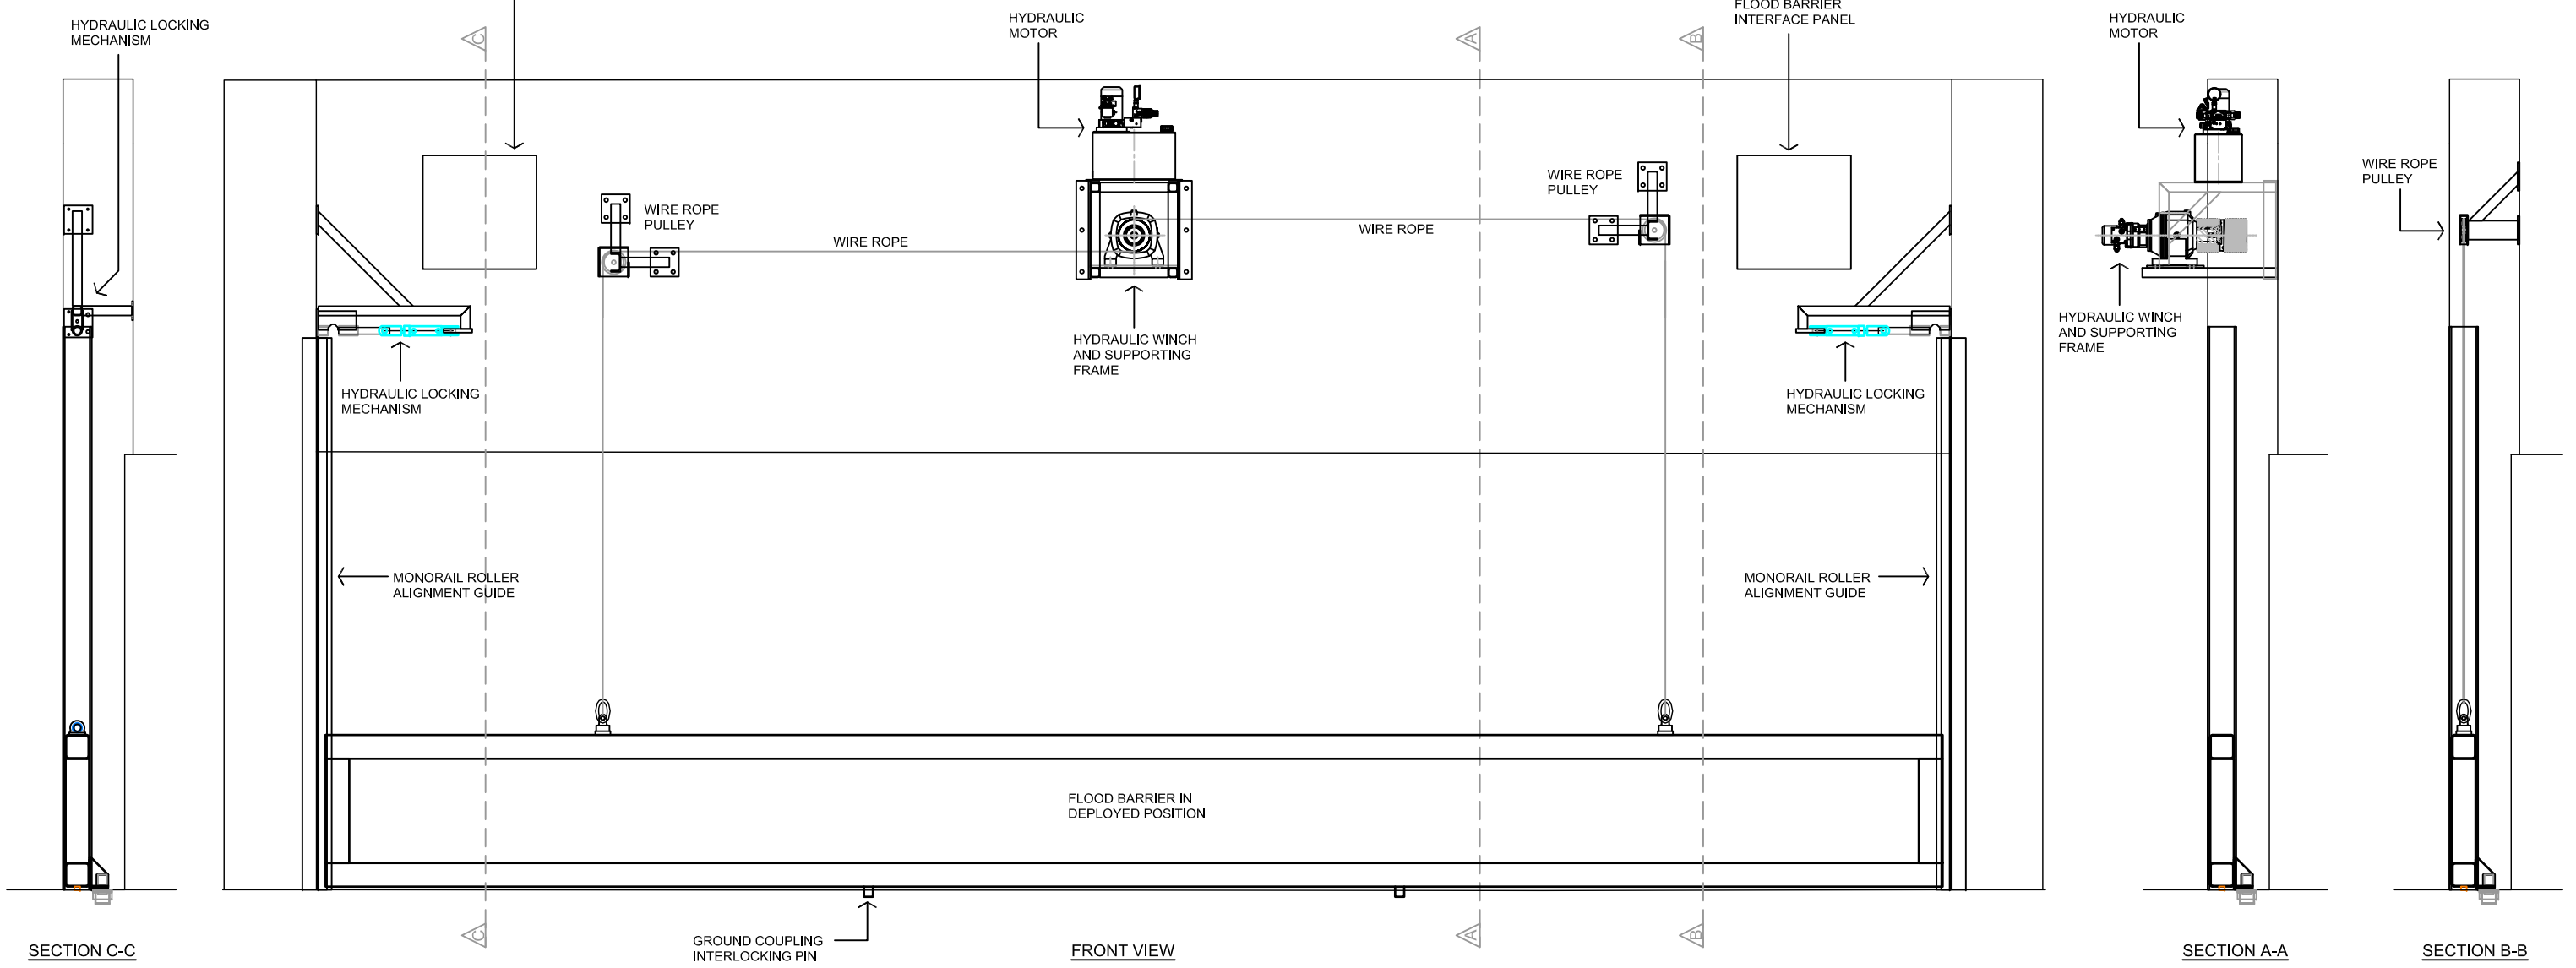 HYDRAULIC LOCKING
MECHANISM
HYDRAULIC
MOTOR
FLOOD BARRIER
INTERFACE PANEL
HYDRAULIC
MOTOR
C
A
B
WIRE ROPE
PULLEY
WIRE ROPE
WIRE ROPE
PULLEY
WIRE ROPE
WIRE ROPE
PULLEY
HYDRAULIC WINCH
AND SUPPORTING
FRAME
HYDRAULIC WINCH
AND SUPPORTING
FRAME
HYDRAULIC LOCKING
MECHANISM
HYDRAULIC LOCKING
MECHANISM
MONORAIL ROLLER
ALIGNMENT GUIDE
MONORAIL ROLLER
ALIGNMENT GUIDE
FLOOD BARRIER IN
DEPLOYED POSITION
C
A
B
GROUND COUPLING
INTERLOCKING PIN
SECTION C-C
FRONT VIEW
SECTION A-A
SECTION B-B